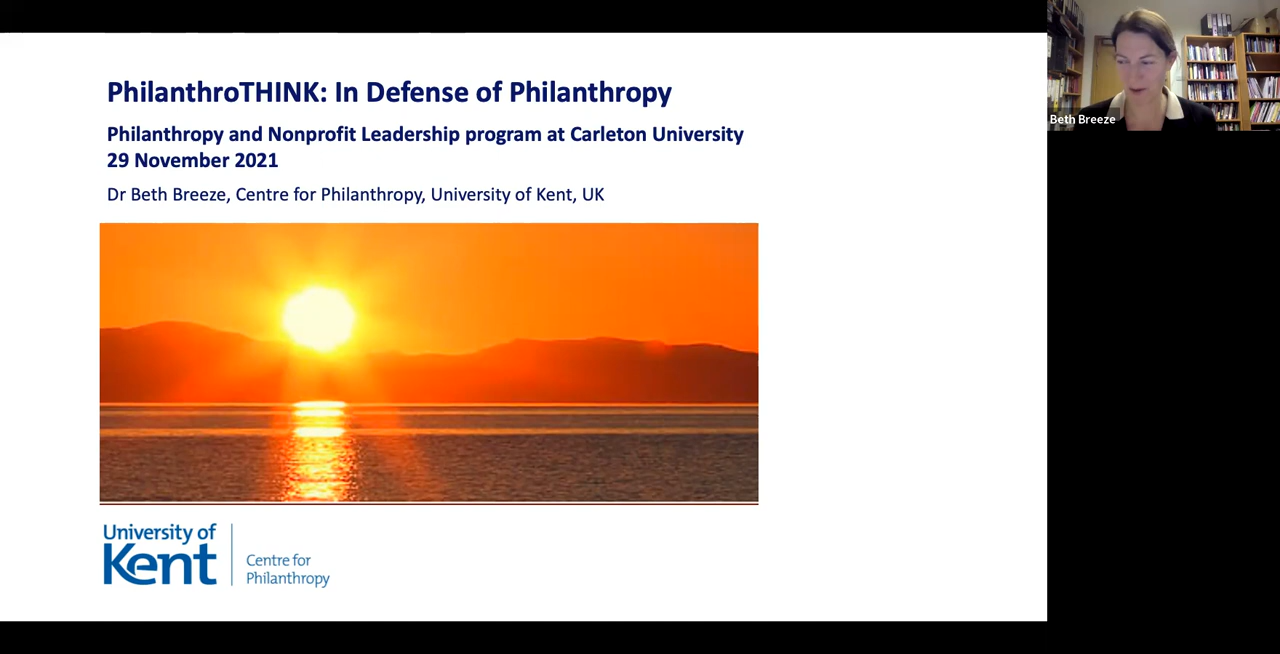 PhilanthroTHINK: In Defense of Philanthropy
Philanthropy and Nonprofit Leadership program at Carleton University
29 November 2021
Dr Beth Breeze, Centre for Philanthropy, University of Kent, UK
University of
Kent
Centre for
Philanthropy
Beth Breeze